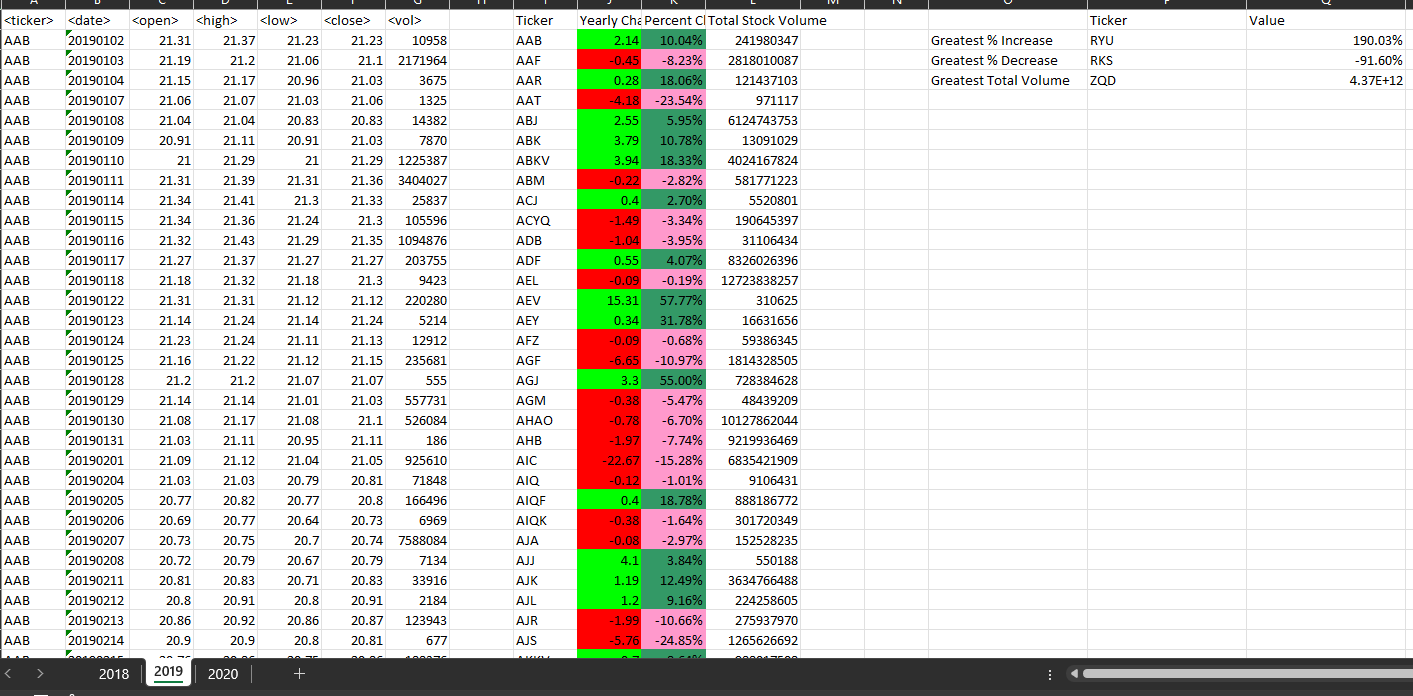 <ticker> <date> <open> <high> <low> <close> <vol> Ticker Yearly Cha Percent C Total Stock Volume Ticker Value
AAB 20190102 21.31 21.37 21.23 21.23 10958 AAB 2.14 10.04% 241980347 Greatest % Increase RYU 190.03%
AAB 20190103 21.19 21.2 21.06 21.1 2171964 AAF -0.45 -8.23% 2818010087 Greatest % Decrease RKS -91.60%
AAB 20190104 21.15 21.17 20.96 21.03 3675 AAR 0.28 18.06% 121437103 Greatest Total Volume ZQD 4.37E+12
AAB 20190107 21.06 21.07 21.03 21.06 1325 AAT -4.18 -23.54% 971117
AAB 20190108 21.04 21.04 20.83 20.83 14382 ABJ 2.55 5.95% 6124743753
AAB 20190109 20.91 21.11 20.91 21.03 7870 ABK 3.79 10.78% 13091029
AAB 20190110 21 21.29 21 21.29 1225387 ABKV 3.94 18.33% 4024167824
AAB 20190111 21.31 21.39 21.31 21.36 3404027 ABM -0.22 -2.82% 581771223
AAB 20190114 21.34 21.41 21.3 21.33 25837 ACJ 0.4 2.70% 5520801
AAB 20190115 21.34 21.36 21.24 21.3 105596 ACYQ -1.49 -3.34% 190645397
AAB 20190116 21.32 21.43 21.29 21.35 1094876 ADB -1.04 -3.95% 31106434
AAB 20190117 21.27 21.37 21.27 21.27 203755 ADF 0.55 4.07% 8326026396
AAB 20190118 21.18 21.32 21.18 21.3 9423 AEL -0.09 -0.19% 12723838257
AAB 20190122 21.31 21.31 21.12 21.12 220280 AEV 15.31 57.77% 310625
AAB 20190123 21.14 21.24 21.14 21.24 5214 AEY 0.34 31.78% 16631656
AAB 20190124 21.23 21.24 21.11 21.13 12912 AFZ -0.09 -0.68% 59386345
AAB 20190125 21.16 21.22 21.12 21.15 235681 AGF -6.65 -10.97% 1814328505
AAB 20190128 21.2 21.2 21.07 21.07 555 AGJ 3.3 55.00% 728384628
AAB 20190129 21.14 21.14 21.01 21.03 557731 AGM -0.38 -5.47% 48439209
AAB 20190130 21.08 21.17 21.08 21.1 526084 AHAO -0.78 -6.70% 10127862044
AAB 20190131 21.03 21.11 20.95 21.11 186 AHB -1.97 -7.74% 9219936469
AAB 20190201 21.09 21.12 21.04 21.05 925610 AIC -22.67 -15.28% 6835421909
AAB 20190204 21.03 21.03 20.79 20.81 71848 AIQ -0.12 -1.01% 9106431
AAB 20190205 20.77 20.82 20.77 20.8 166496 AIQF 0.4 18.78% 888186772
AAB 20190206 20.69 20.77 20.64 20.73 6969 AIQK -0.38 -1.64% 301720349
AAB 20190207 20.73 20.75 20.7 20.74 7588084 AJA -0.08 -2.97% 152528235
AAB 20190208 20.72 20.79 20.67 20.79 7134 AJJ 4.1 3.84% 550188
AAB 20190211 20.81 20.83 20.71 20.83 33916 AJK 1.19 12.49% 3634766488
AAB 20190212 20.8 20.91 20.8 20.91 2184 AJL 1.2 9.16% 224258605
AAB 20190213 20.86 20.92 20.86 20.87 123943 AJR -1.99 -10.66% 275937970
AAB 20190214 20.9 20.9 20.8 20.81 677 AJS -5.76 -24.85% 1265626692
2018 2019 2020 +